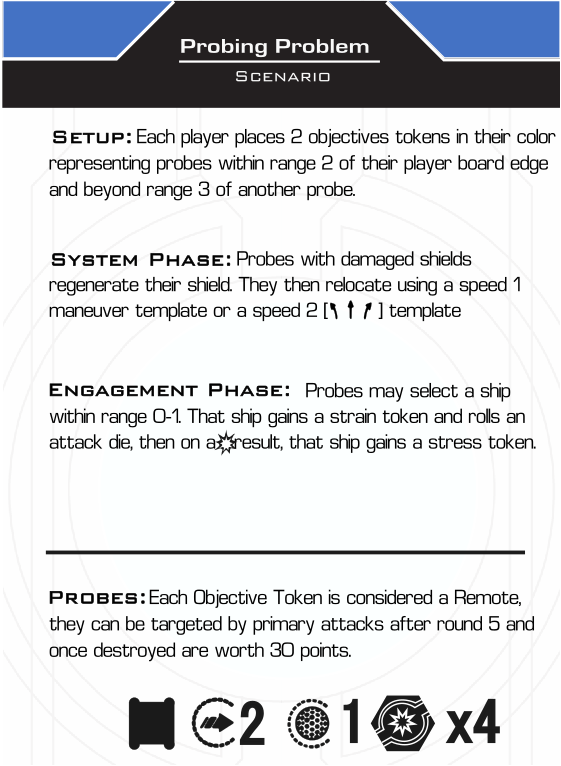 Probing Problem
Scenario
Setup: Each player places 2 objectives tokens in their color
representing probes within range 2 of their player board edge
and beyond range 3 of another probe.
System Phase: Probes with damaged shields
regenerate their shield. They then relocate using a speed 1
maneuver template or a speed 2 [ ] template
Engagement Phase: Probes may select a ship
within range 0-1. That ship gains a strain token and rolls an
attack die, then on a result, that ship gains a stress token.
Probes: Each Objective Token is considered a Remote,
they can be targeted by primary attacks after round 5 and
once destroyed are worth 30 points.
2 1 x4